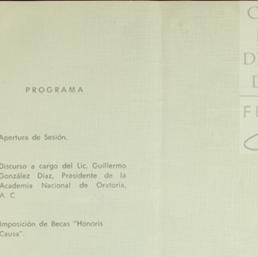 PROGRAMA
Apertura de Sesión.
Discurso a cargo del Lic. Guillermo
González Díaz, Presidente de la
Academia Nacional de Oratoria,
A. C.
Imposición de Becas "Honoris
Causa".